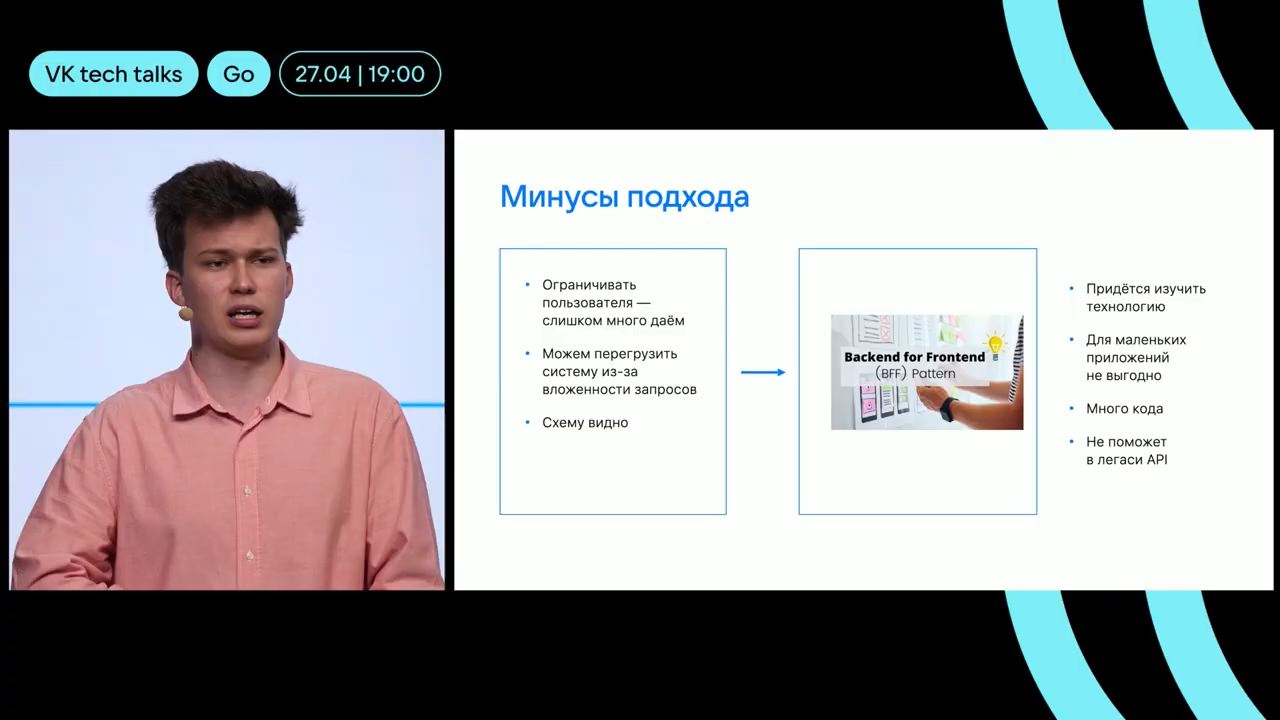 VK tech talks
Go
27.04 | 19:00
Минусы подхода
• Ограничивать
пользователя —
слишком много даём
• Можем перегрузить
систему из-за
вложенности запросов
• Схему видно
Backend for Frontend
(BFF) Pattern
• Придётся изучить
технологию
• Для маленьких
приложений
не выгодно
• Много кода
• Не поможет
в легаси API